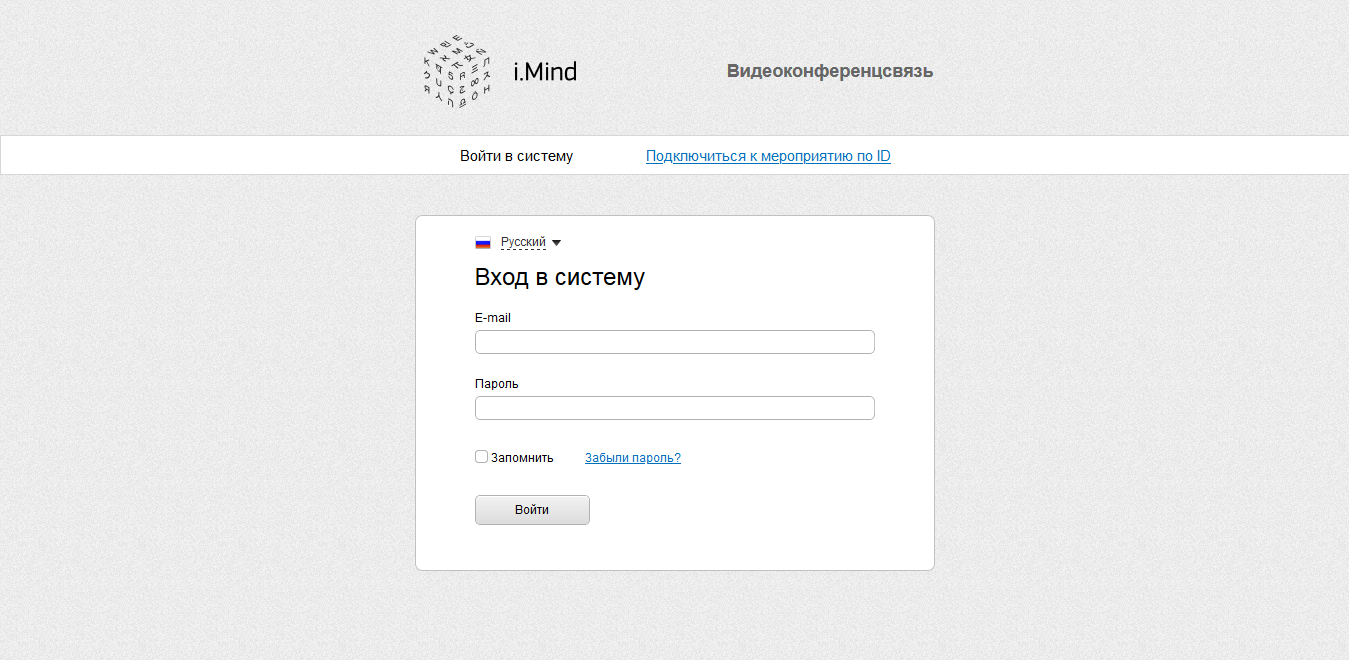 i.Mind
Видеоконференцсвязь
Войти в систему
Подключиться к мероприятию по ID
Русский
Вход в систему
E-mail
Пароль
Запомнить
Забыли пароль?
Войти